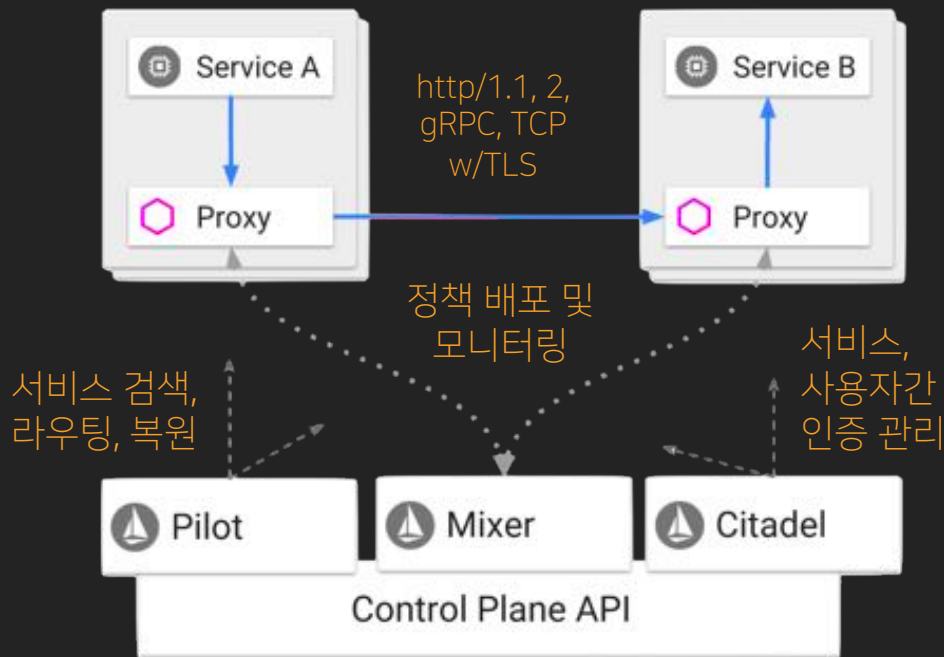 Service A
Service B
http/1.1, 2,
gRPC, TCP
w/TLS
Proxy
Proxy
정책 배포 및
모니터링
서비스 검색,
라우팅, 복원
서비스,
사용자간
인증 관리
Pilot
Mixer
Citadel
Control Plane API